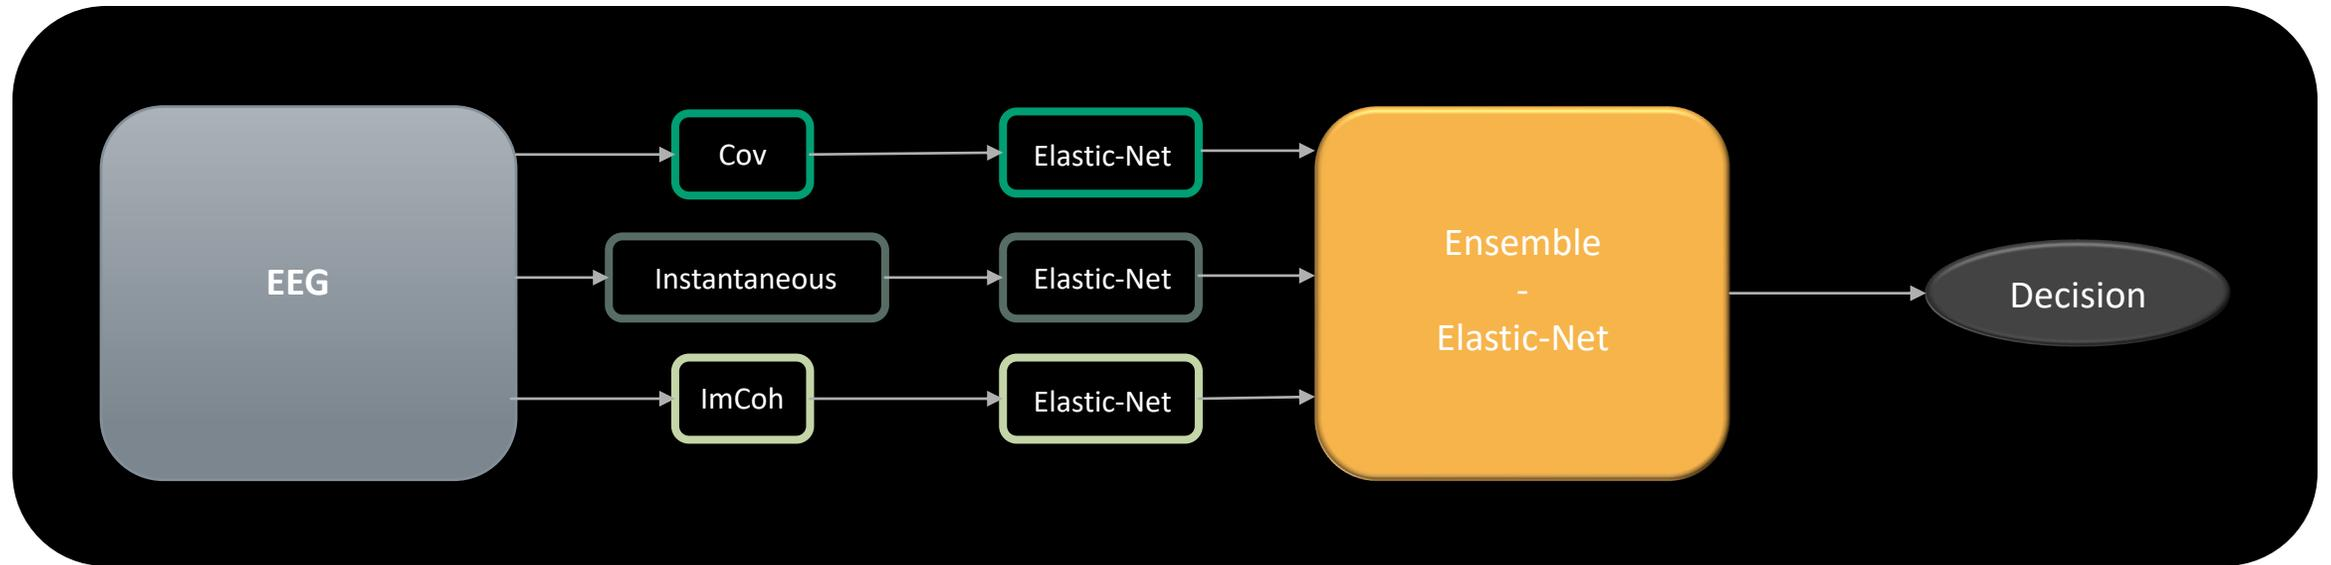 EEG
Cov
Elastic-Net
Instantaneous
Elastic-Net
ImCoh
Elastic-Net
Ensemble
-
Elastic-Net
Decision